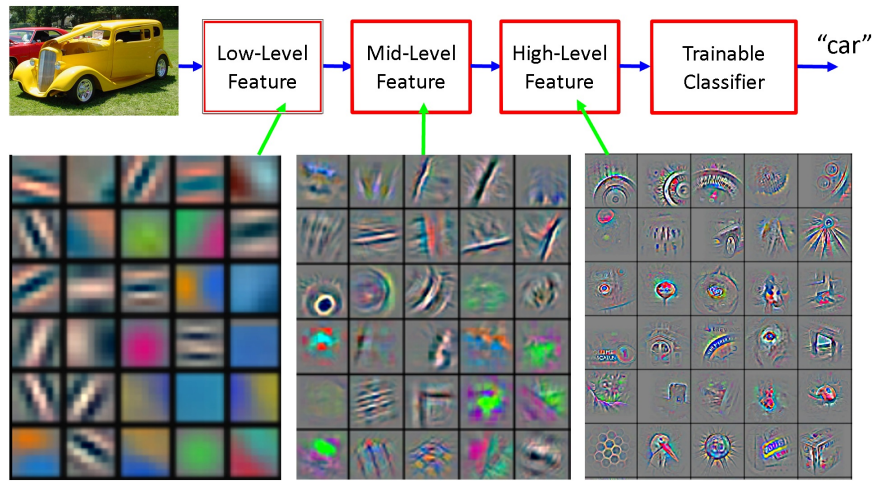 Low-Level
Feature
Mid-Level
Feature
High-Level
Feature
Trainable
Classifier
“car”